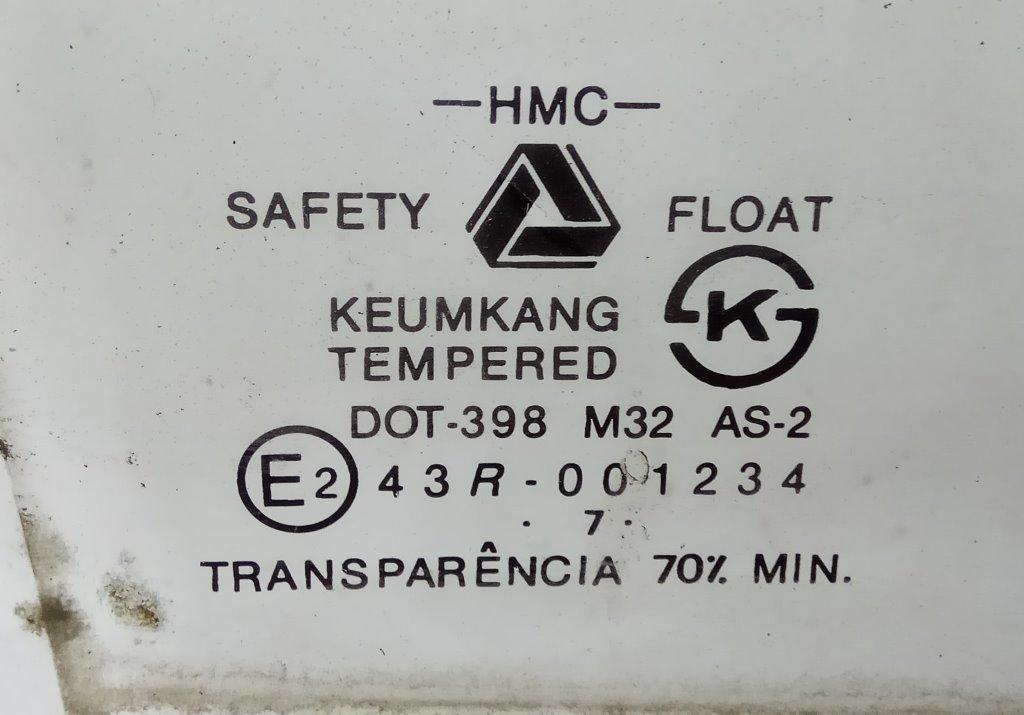 HMC
SAFETY FLOAT
KEUMKANG K
TEMPERED
DOT-398 M32 AS-2
E2 43R-001234
. 7 .
TRANSPARÊNCIA 70% MIN.